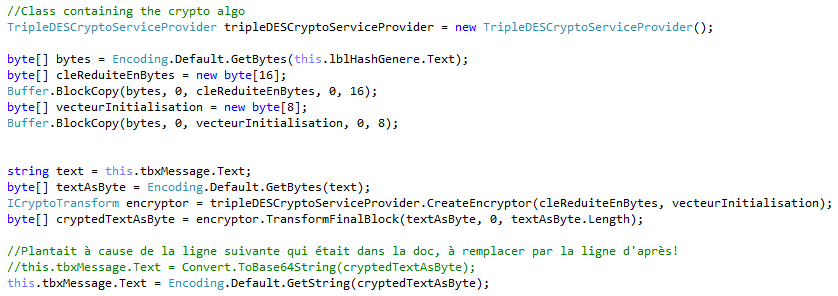 //Class containing the crypto algo
TripleDESCryptoServiceProvider tripleDESCryptoServiceProvider = new TripleDESCryptoServiceProvider();
byte[] bytes = Encoding.Default.GetBytes(this.lblHashGenere.Text);
byte[] cleReduiteEnBytes = new byte[16];
Buffer.BlockCopy(bytes, 0, cleReduiteEnBytes, 0, 16);
byte[] vecteurInitialisation = new byte[8];
Buffer.BlockCopy(bytes, 0, vecteurInitialisation, 0, 8);
string text = this.tbxMessage.Text;
byte[] textAsByte = Encoding.Default.GetBytes(text);
ICryptoTransform encryptor = tripleDESCryptoServiceProvider.CreateEncryptor(cleReduiteEnBytes, vecteurInitialisation);
byte[] cryptedTextAsByte = encryptor.TransformFinalBlock(textAsByte, 0, textAsByte.Length);
//Plantait à cause de la ligne suivante qui était dans la doc, à remplacer par la ligne d'après!
//this.tbxMessage.Text = Convert.ToBase64String(cryptedTextAsByte);
this.tbxMessage.Text = Encoding.Default.GetString(cryptedTextAsByte);